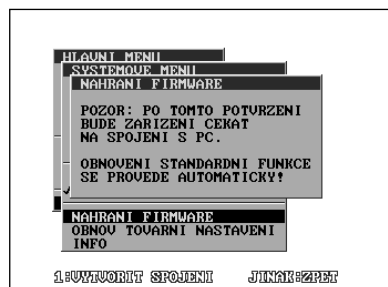 HLAVNI MENU
SYSTEMOVE MENU
NAHRANI FIRMWARE
POZOR: PO TOMTO POTVRZENI
BUDE ZARIZENI CEKAT
NA SPOJENI S PC.
OBNOVENI STANDARDNI FUNKCE
SE PROVEDE AUTOMATICKY!
NAHRANI FIRMWARE
OBNOV TOVARNI NASTAVENI
INFO
1:VYTVORIT SPOJENI JINAK:ZPET